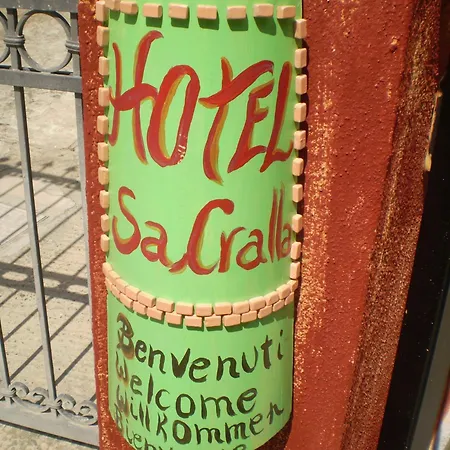 HOTEL
Sa Cralla
Benvenuti
Welcome
Willkommen